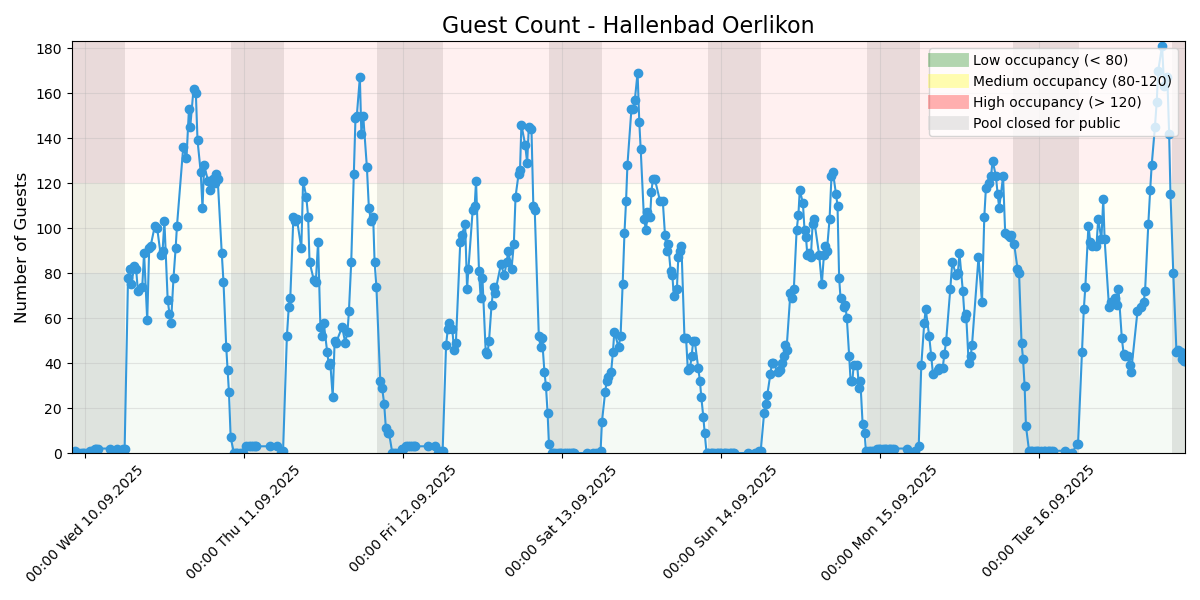 Guest Count - Hallenbad Oerlikon
Number of Guests
180
160
140
120
100
80
60
40
20
0
Low occupancy (< 80)
Medium occupancy (80-120)
High occupancy (> 120)
Pool closed for public
00:00 Wed 10.09.2025
00:00 Thu 11.09.2025
00:00 Fri 12.09.2025
00:00 Sat 13.09.2025
00:00 Sun 14.09.2025
00:00 Mon 15.09.2025
00:00 Tue 16.09.2025